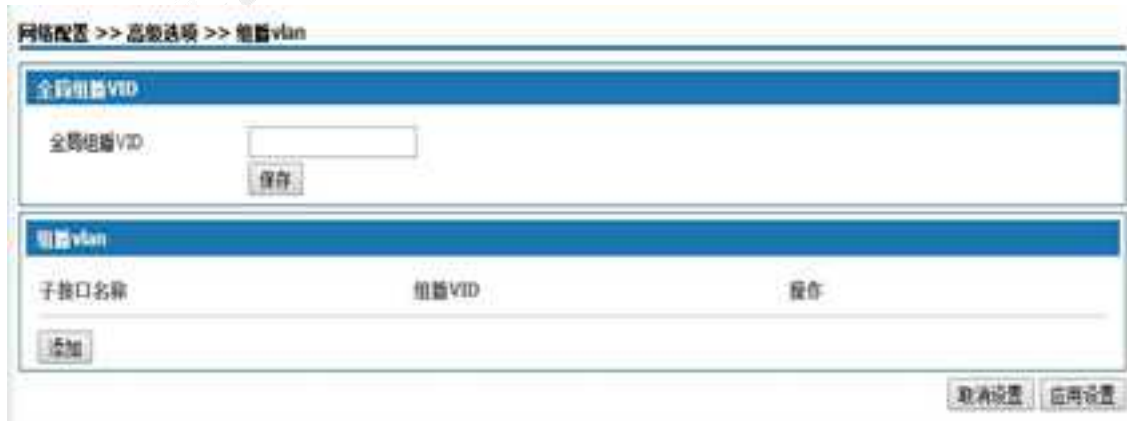 网络配置 >> 高级选项 >> 组播vlan
全局组播VID
全局组播VID
保存
组播vlan
子接口名称 组播VID 操作
添加
取消设置 应用设置